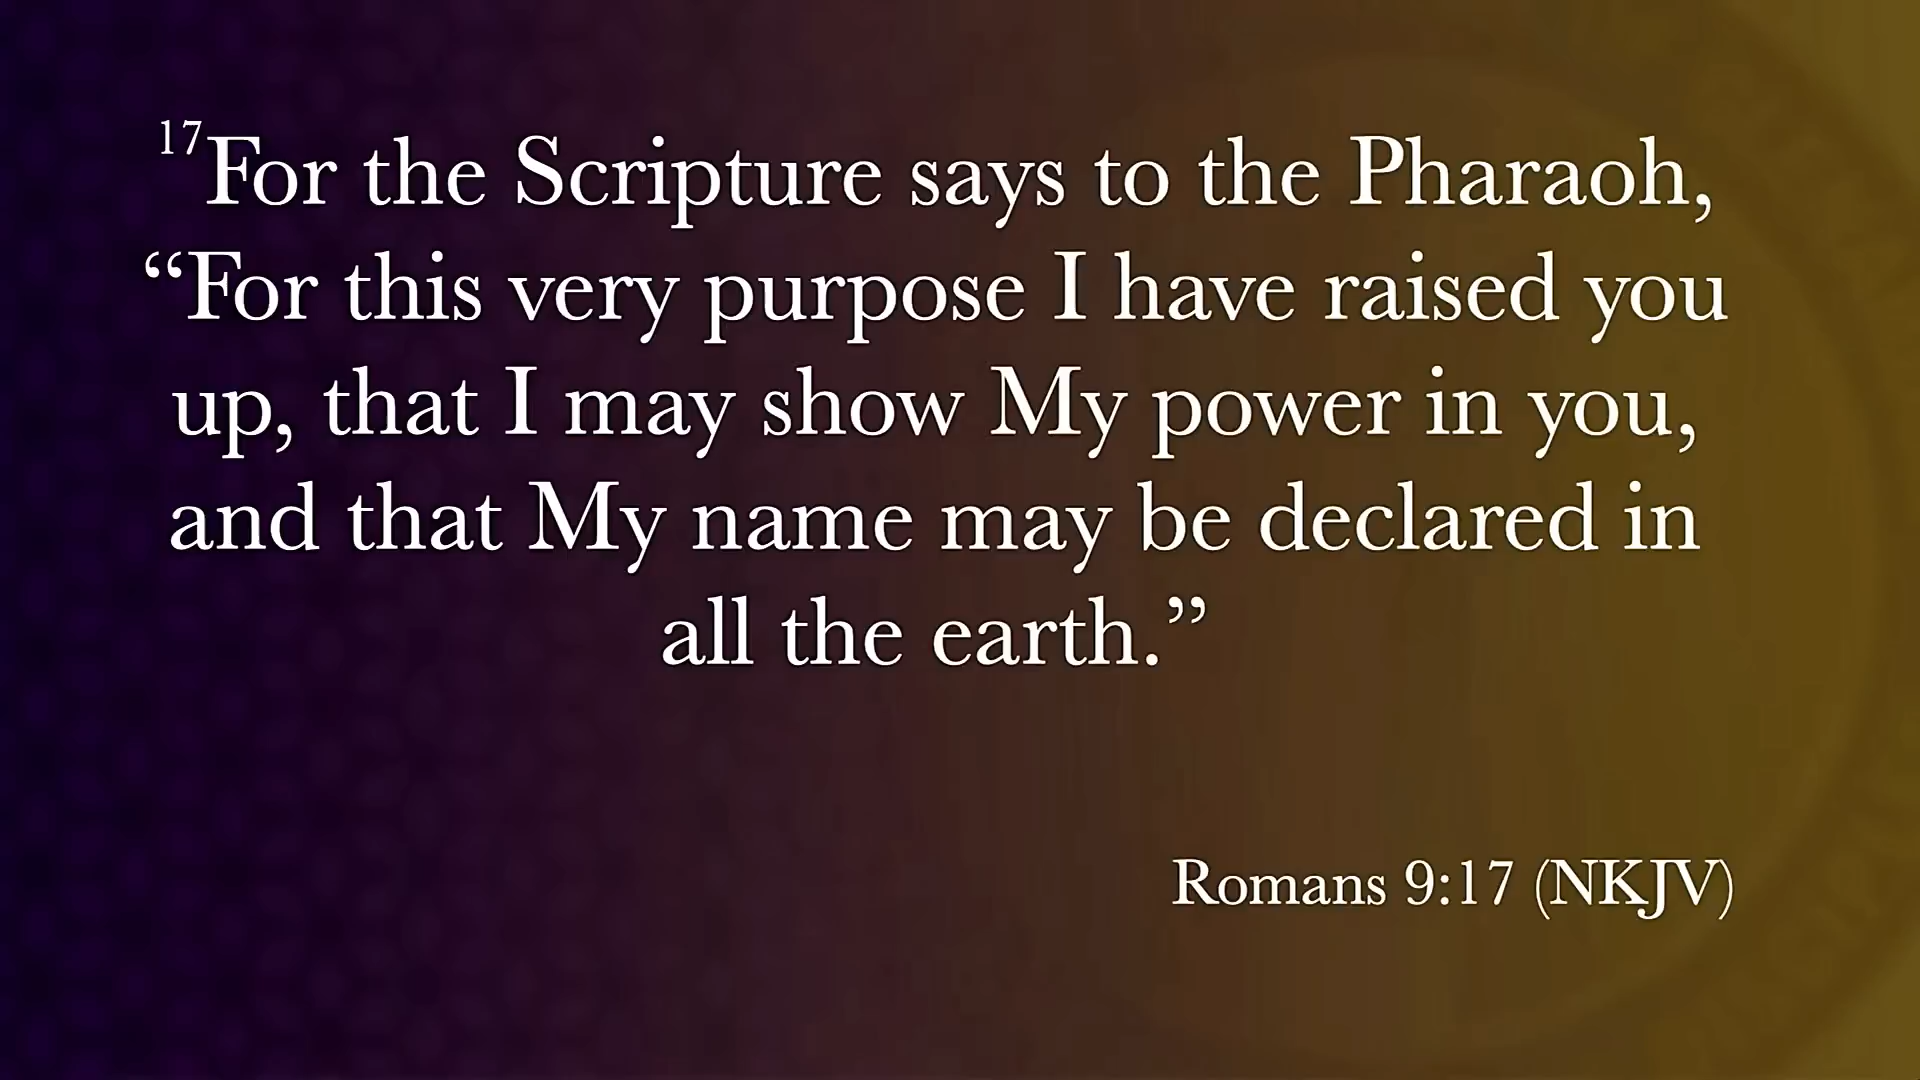 17For the Scripture says to the Pharaoh,
“For this very purpose I have raised you
up, that I may show My power in you,
and that My name may be declared in
all the earth.”
Romans 9:17 (NKJV)